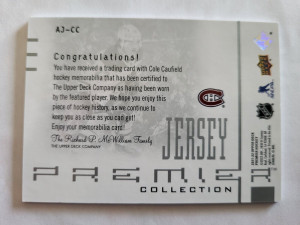 AJ-CC
Congratulations!
You have received a trading card with Cole Caufield
hockey memorabilia that has been certified to
The Upper Deck Company as having been worn
by the featured player. We hope you enjoy this
piece of hockey history, as we continue to
keep you as close as you can get!
Enjoy your memorabilia card!
The Richard P. McWilliam Family
THE UPPER DECK COMPANY
JERSEY
PREMIER
COLLECTION